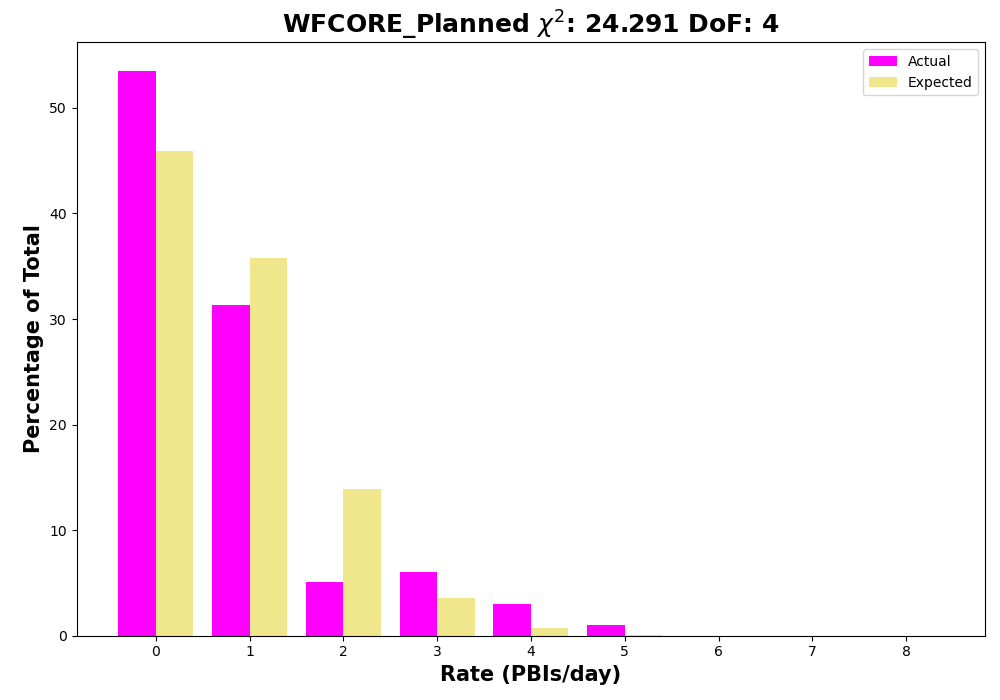 WFCORE_Planned χ²: 24.291 DoF: 4
Actual
Expected
Percentage of Total
50
40
30
20
10
0
0 1 2 3 4 5 6 7 8
Rate (PBIs/day)